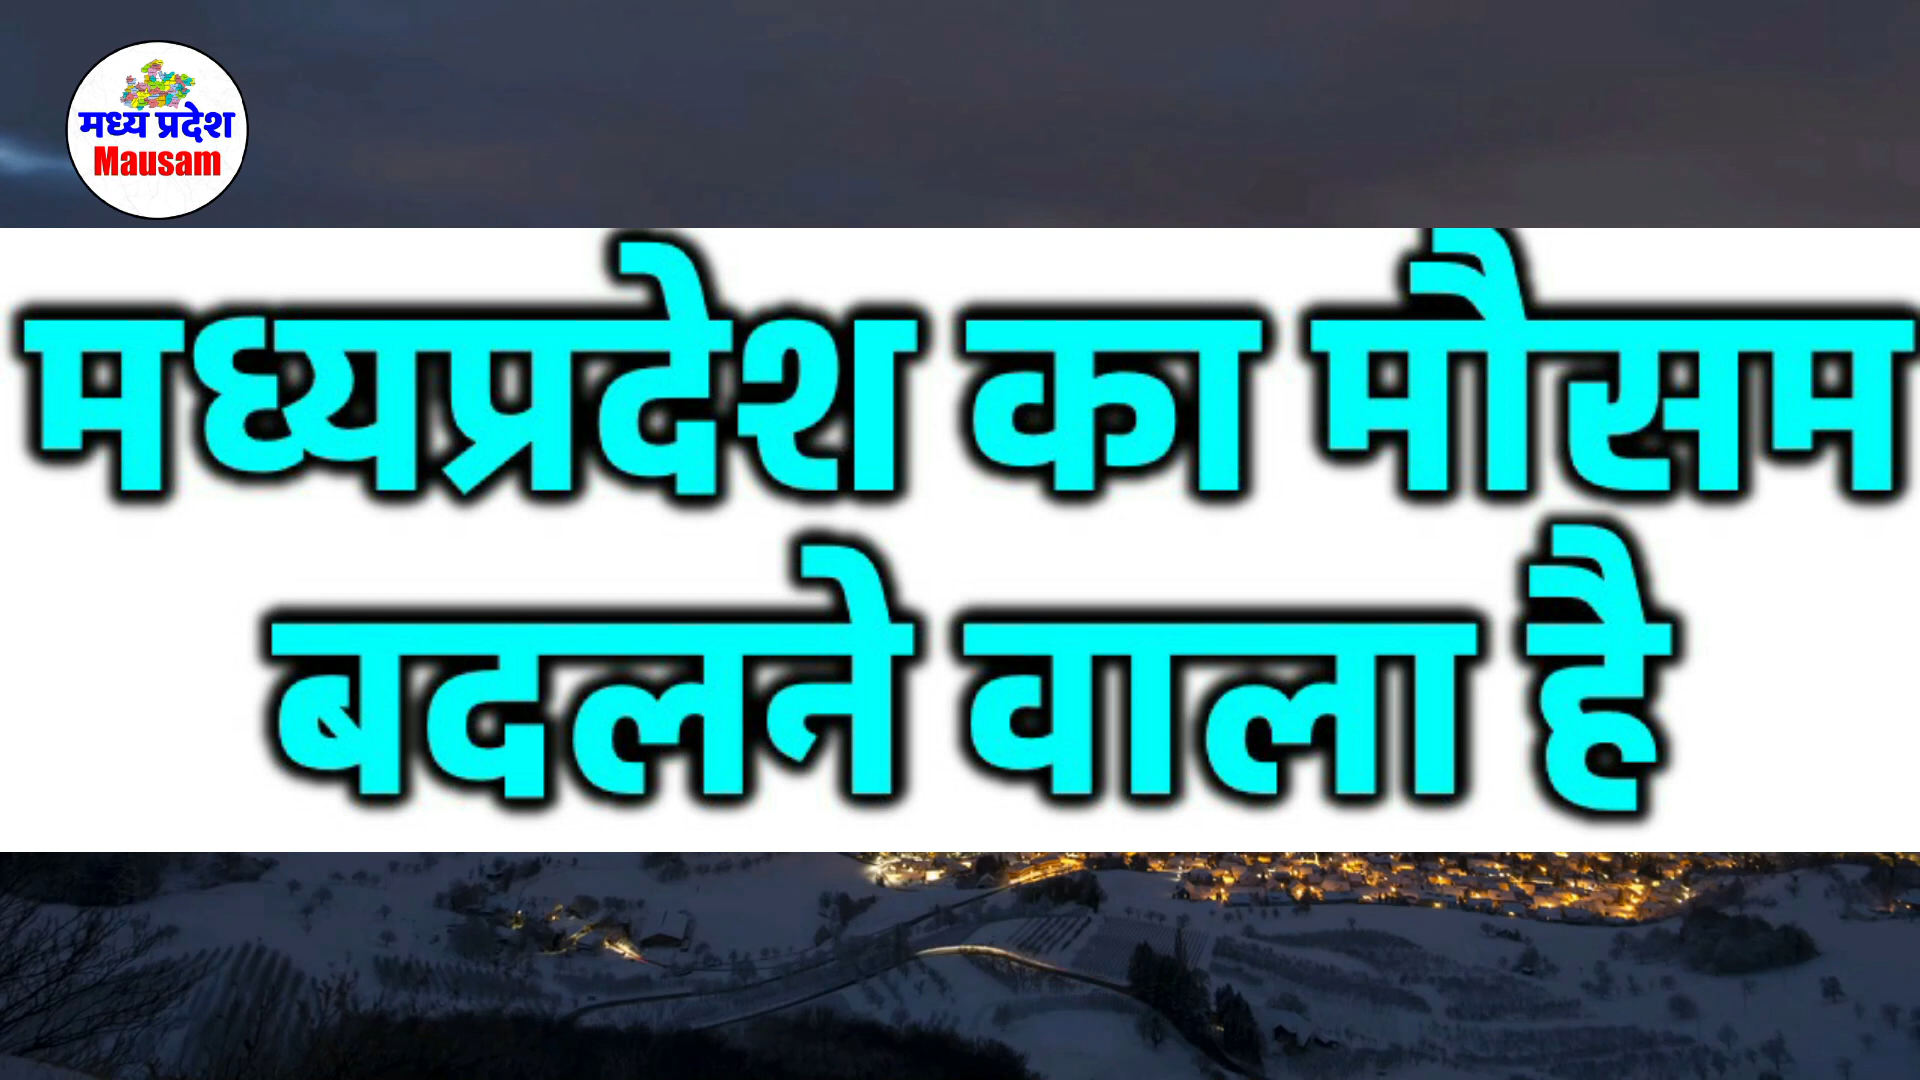 मध्य प्रदेश
Mausam
मध्यप्रदेश का मौसम
बदलने वाला है